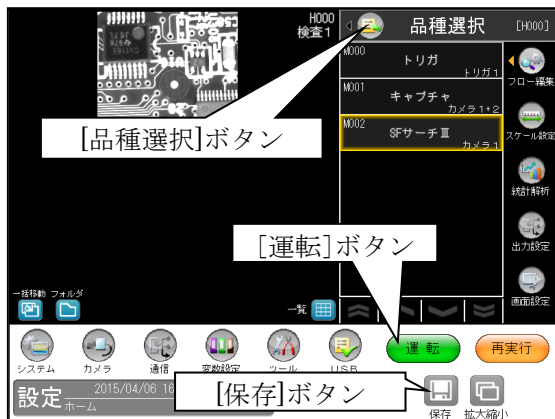 H000
検査1
品種選択
[H000]
M000
トリガ
トリガ1
M001
キャプチャ
カメラ1+2
M002
SFサーチⅢ
カメラ1
フロー編集
スケール設定
統計解析
出力設定
画面設定
[品種選択]ボタン
[運転]ボタン
一括移動
フォルダ
一覧
システム
カメラ
通信
変数設定
ツール
USB
運転
再実行
設定
2015/04/06 16
ホーム
[保存]ボタン
保存
拡大縮小